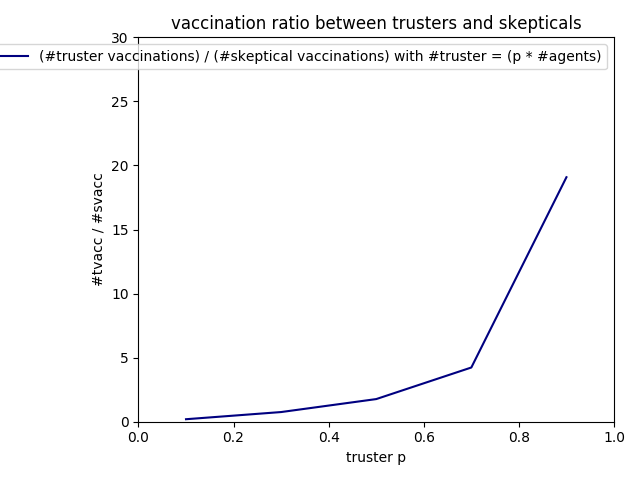 vaccination ratio between trusters and skepticals
(#truster vaccinations) / (#skeptical vaccinations) with #truster = (p * #agents)
30
25
20
15
10
5
0
#tvacc / #svacc
0.0 0.2 0.4 0.6 0.8 1.0
truster p